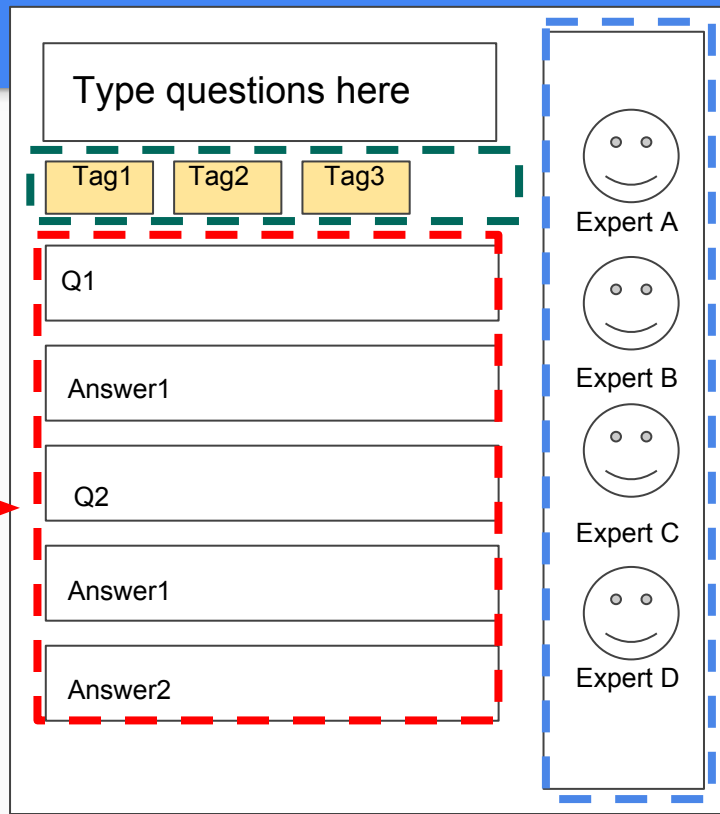 Type questions here
Tag1 Tag2 Tag3
Q1
Answer1
Q2
Answer1
Answer2
Expert A
Expert B
Expert C
Expert D